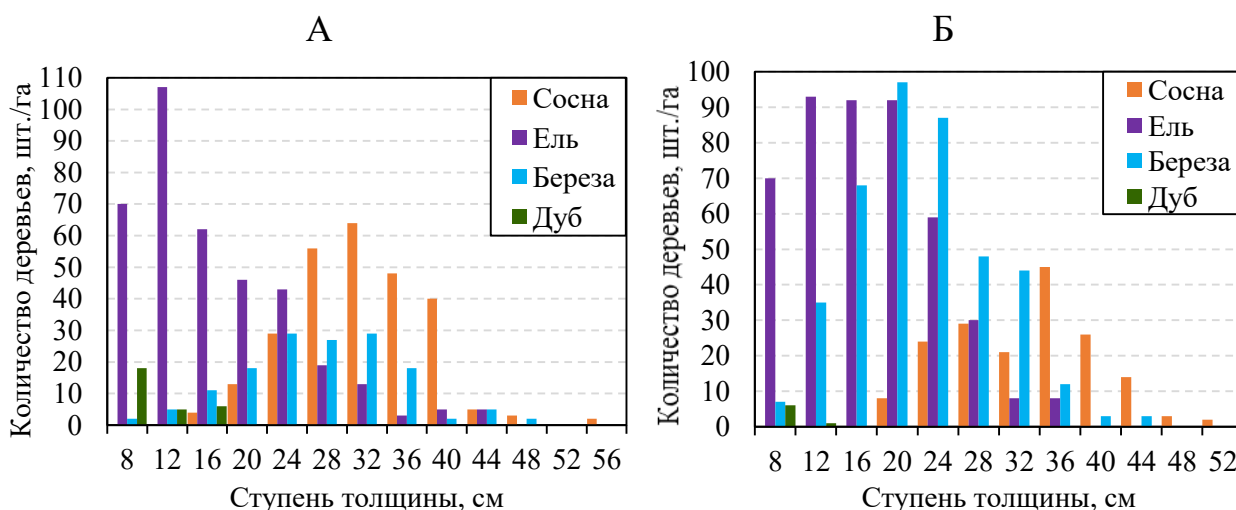 А
Количество деревьев, шт./га
110
100
90
80
70
60
50
40
30
20
10
0
Сосна
Ель
Береза
Дуб
8 12 16 20 24 28 32 36 40 44 48 52 56
Ступень толщины, см
Б
Количество деревьев, шт./га
100
90
80
70
60
50
40
30
20
10
0
Сосна
Ель
Береза
Дуб
8 12 16 20 24 28 32 36 40 44 48 52
Ступень толщины, см